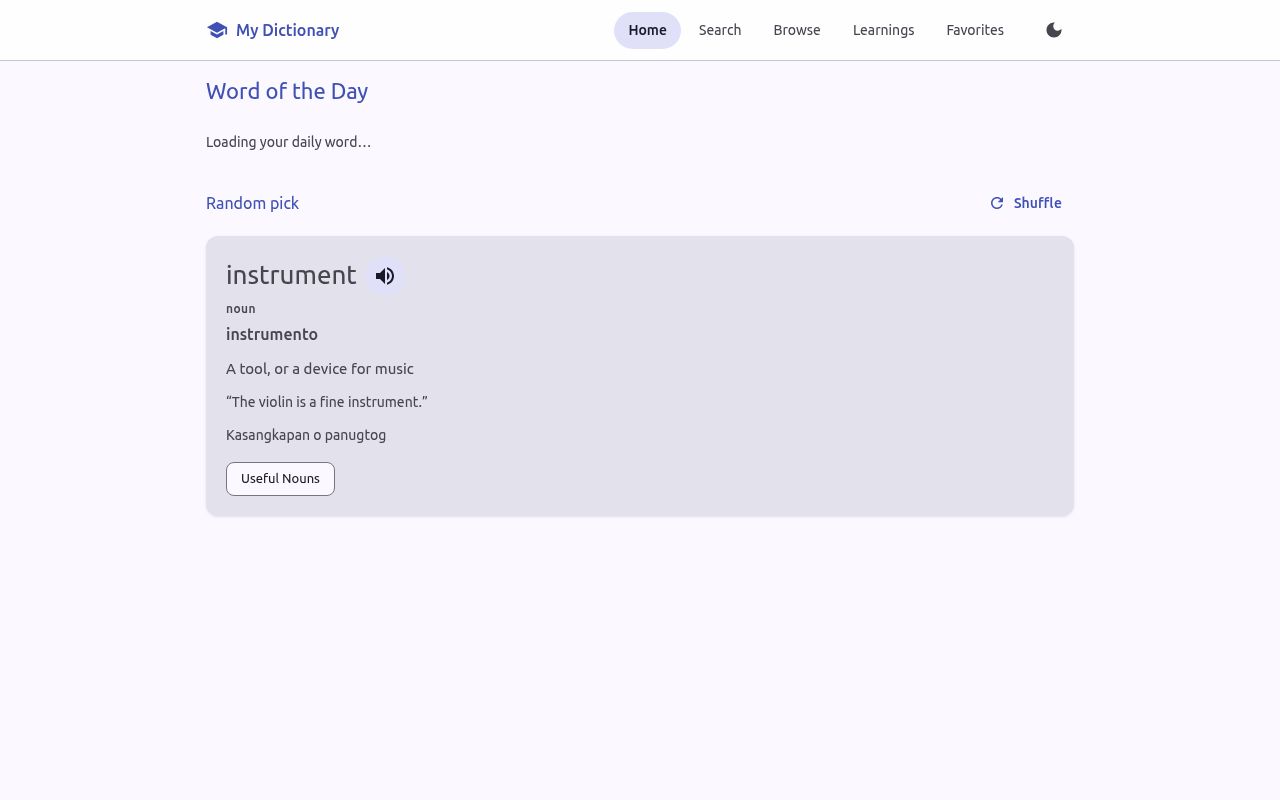 My Dictionary
Home
Search
Browse
Learnings
Favorites
Word of the Day
Loading your daily word…
Random pick
Shuffle
instrument
noun
instrumento
A tool, or a device for music
“The violin is a fine instrument.”
Kasangkapan o panugtog
Useful Nouns